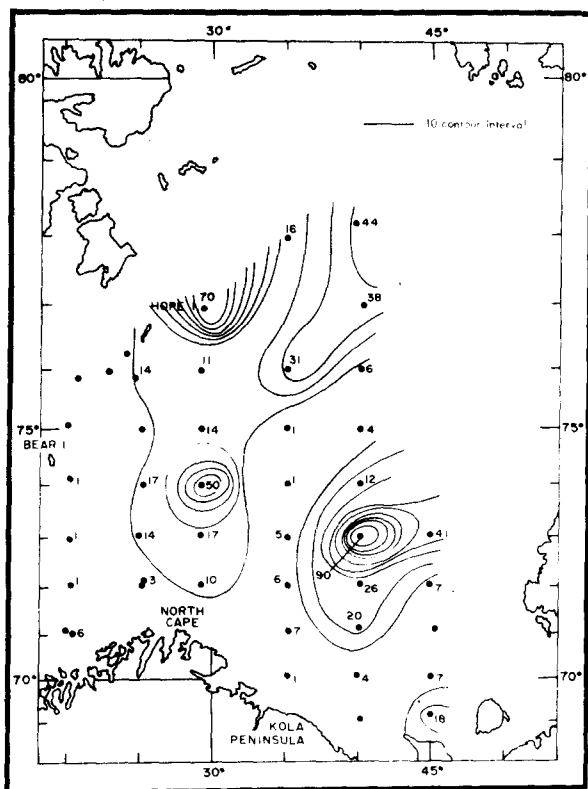 30° 45°
80° 80°
10 contour interval
16 44
HOPE I 70 38
14 11 31 6
75° 14 1 4 75°
BEAR I
1 17 50 1 12
1 14 17 5 41
90
1 3 10 6 26 7
NORTH
CAPE
20
6 7
70° 1 4 7 70°
18
KOLA
PENINSULA
30° 45°